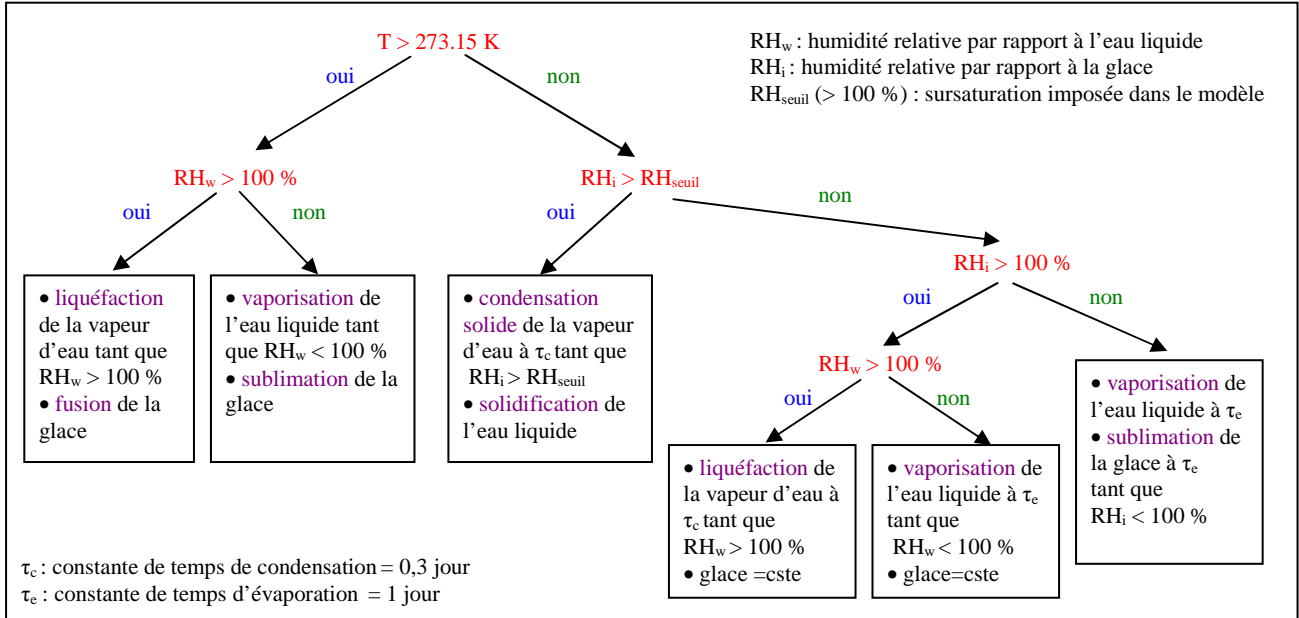 T > 273.15 K
RHw : humidité relative par rapport à l’eau liquide
RHi : humidité relative par rapport à la glace
RHseuil (> 100 %) : sursaturation imposée dans le modèle
oui
non
RHw > 100 %
RHi > RHseuil
oui
non
oui
non
RHi > 100 %
• liquéfaction
de la vapeur
d’eau tant que
RHw > 100 %
• fusion de la
glace
• vaporisation de
l’eau liquide tant
que RHw < 100 %
• sublimation de la
glace
• condensation
solide de la vapeur
d’eau à τc tant que
RHi > RHseuil
• solidification de
l’eau liquide
oui
non
RHw > 100 %
• vaporisation de
l’eau liquide à τe
• sublimation de
la glace à τe
tant que
RHi < 100 %
oui
non
• liquéfaction de
la vapeur d’eau à
τc tant que
RHw > 100 %
• glace =cste
• vaporisation de
l’eau liquide à τe
tant que
RHw < 100 %
• glace=cste
τc : constante de temps de condensation = 0,3 jour
τe : constante de temps d’évaporation = 1 jour